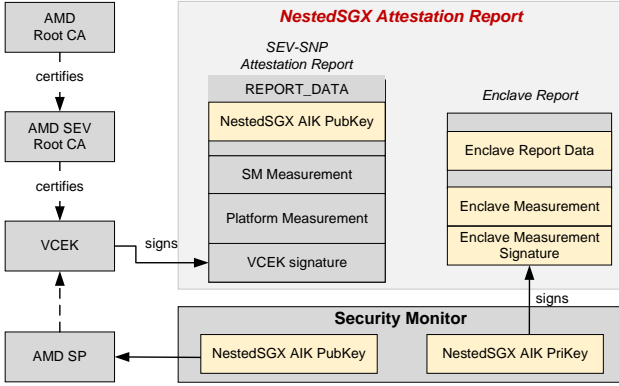 AMD
Root CA
certifies
AMD SEV
Root CA
certifies
VCEK
signs
AMD SP
NestedSGX Attestation Report
SEV-SNP
Attestation Report
REPORT_DATA
NestedSGX AIK PubKey
SM Measurement
Platform Measurement
VCEK signature
Enclave Report
Enclave Report Data
Enclave Measurement
Enclave Measurement
Signature
signs
Security Monitor
NestedSGX AIK PubKey
NestedSGX AIK PriKey